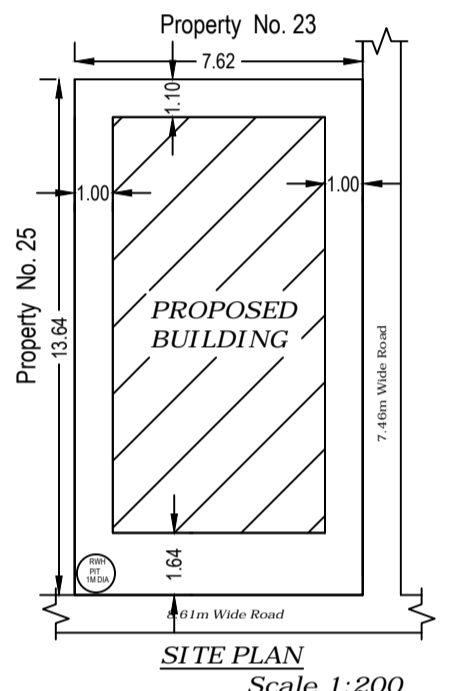 Property No. 23
7.62
1.10
1.00
1.00
Property No. 25
13.64
PROPOSED
BUILDING
7.46m Wide Road
1.64
RWH
PIT
1M DIA
8.61m Wide Road
SITE PLAN
Scale 1:200